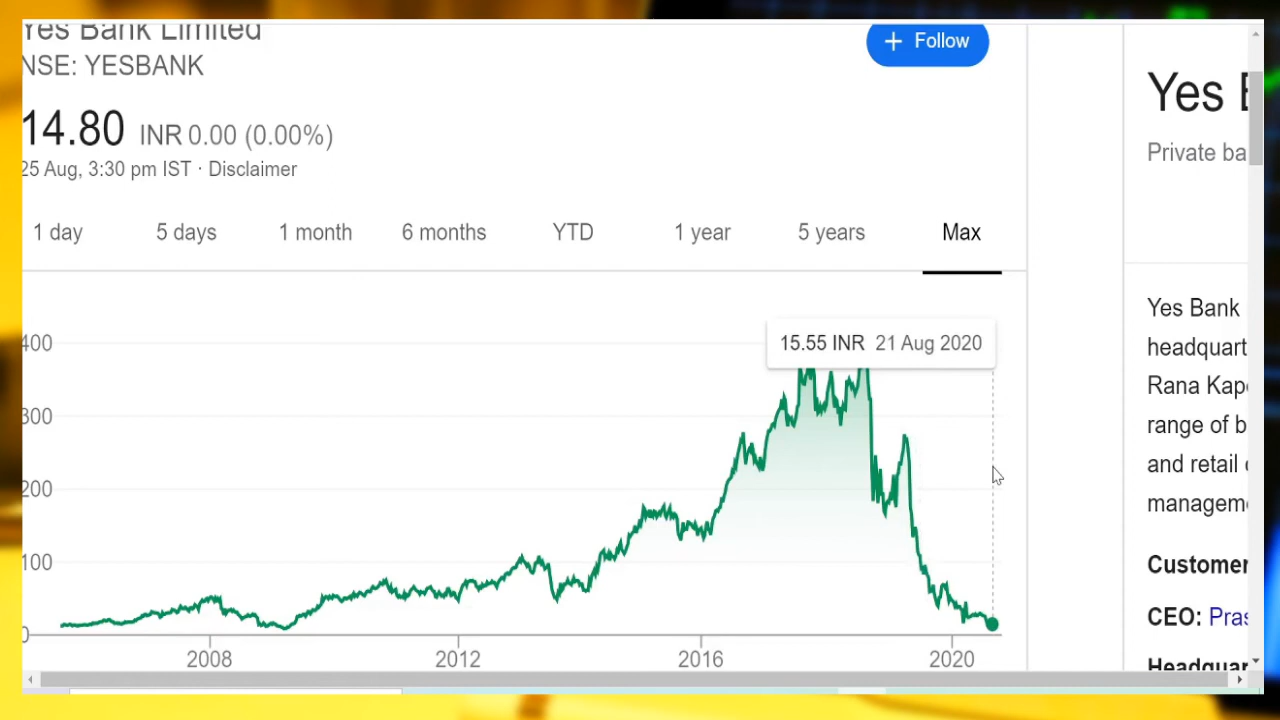 Yes Bank Limited
NSE: YESBANK
+ Follow
14.80 INR 0.00 (0.00%)
25 Aug, 3:30 pm IST · Disclaimer
1 day 5 days 1 month 6 months YTD 1 year 5 years Max
15.55 INR 21 Aug 2020
400
300
200
100
0
2008 2012 2016 2020
Yes
Private ba
Yes Bank
headquart
Rana Kap
range of b
and retail
managem
Customer
CEO: Pras
Headquar